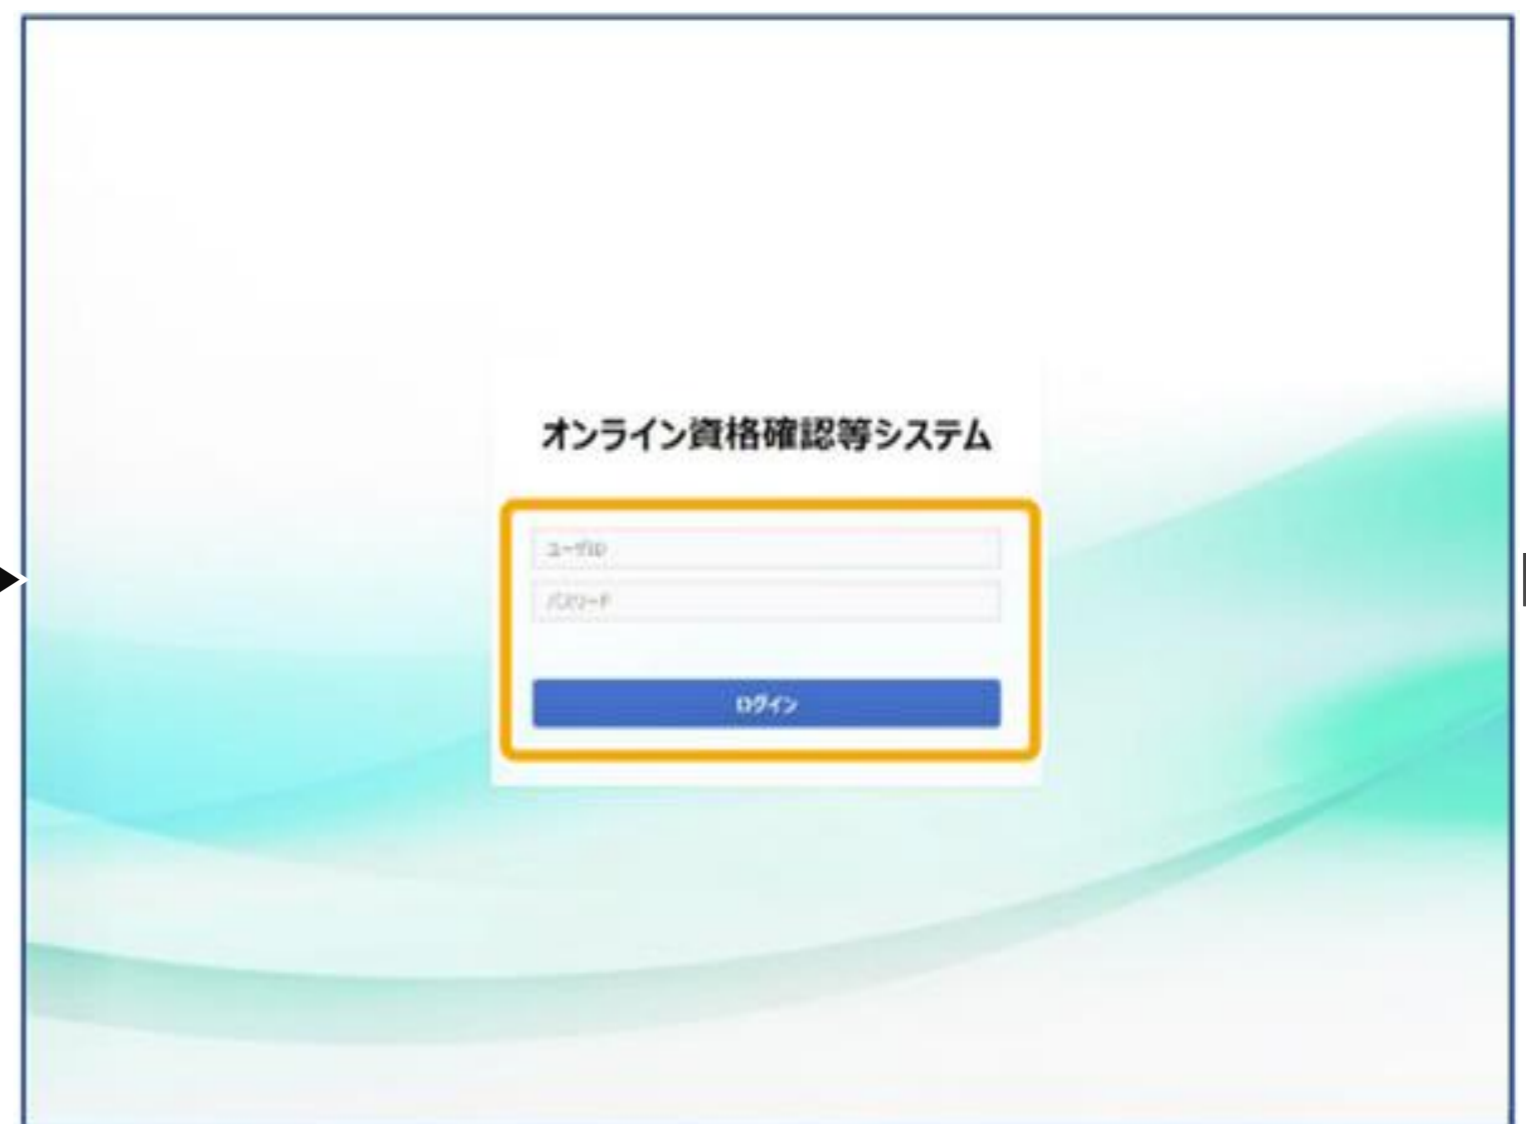 オンライン資格確認等システム
ユーザID
パスワード
ログイン